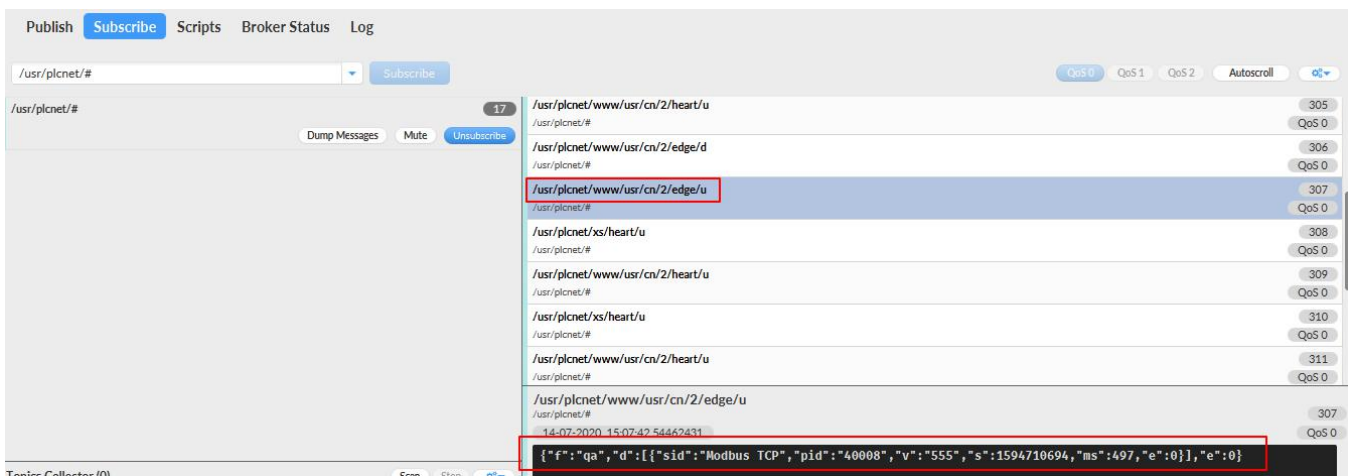 Publish Subscribe Scripts Broker Status Log
/usr/plcnet/# Subscribe QoS 0 QoS 1 QoS 2 Autoscroll
/usr/plcnet/# 17
Dump Messages Mute Unsubscribe
/usr/plcnet/www/usr/cn/2/heart/u 305
/usr/plcnet/# QoS 0
/usr/plcnet/www/usr/cn/2/edge/d 306
/usr/plcnet/# QoS 0
/usr/plcnet/www/usr/cn/2/edge/u 307
/usr/plcnet/# QoS 0
/usr/plcnet/xs/heart/u 308
/usr/plcnet/# QoS 0
/usr/plcnet/www/usr/cn/2/heart/u 309
/usr/plcnet/# QoS 0
/usr/plcnet/xs/heart/u 310
/usr/plcnet/# QoS 0
/usr/plcnet/www/usr/cn/2/heart/u 311
/usr/plcnet/# QoS 0
/usr/plcnet/www/usr/cn/2/edge/u
/usr/plcnet/# 307
14-07-2020 15:07:42.54462431 QoS 0
{"f":"qa","d":[{"sid":"Modbus TCP","pid":"40008","v":"555","s":1594710694,"ms":497,"e":0}],"e":0}
Topics Collector (0) Scan Stop